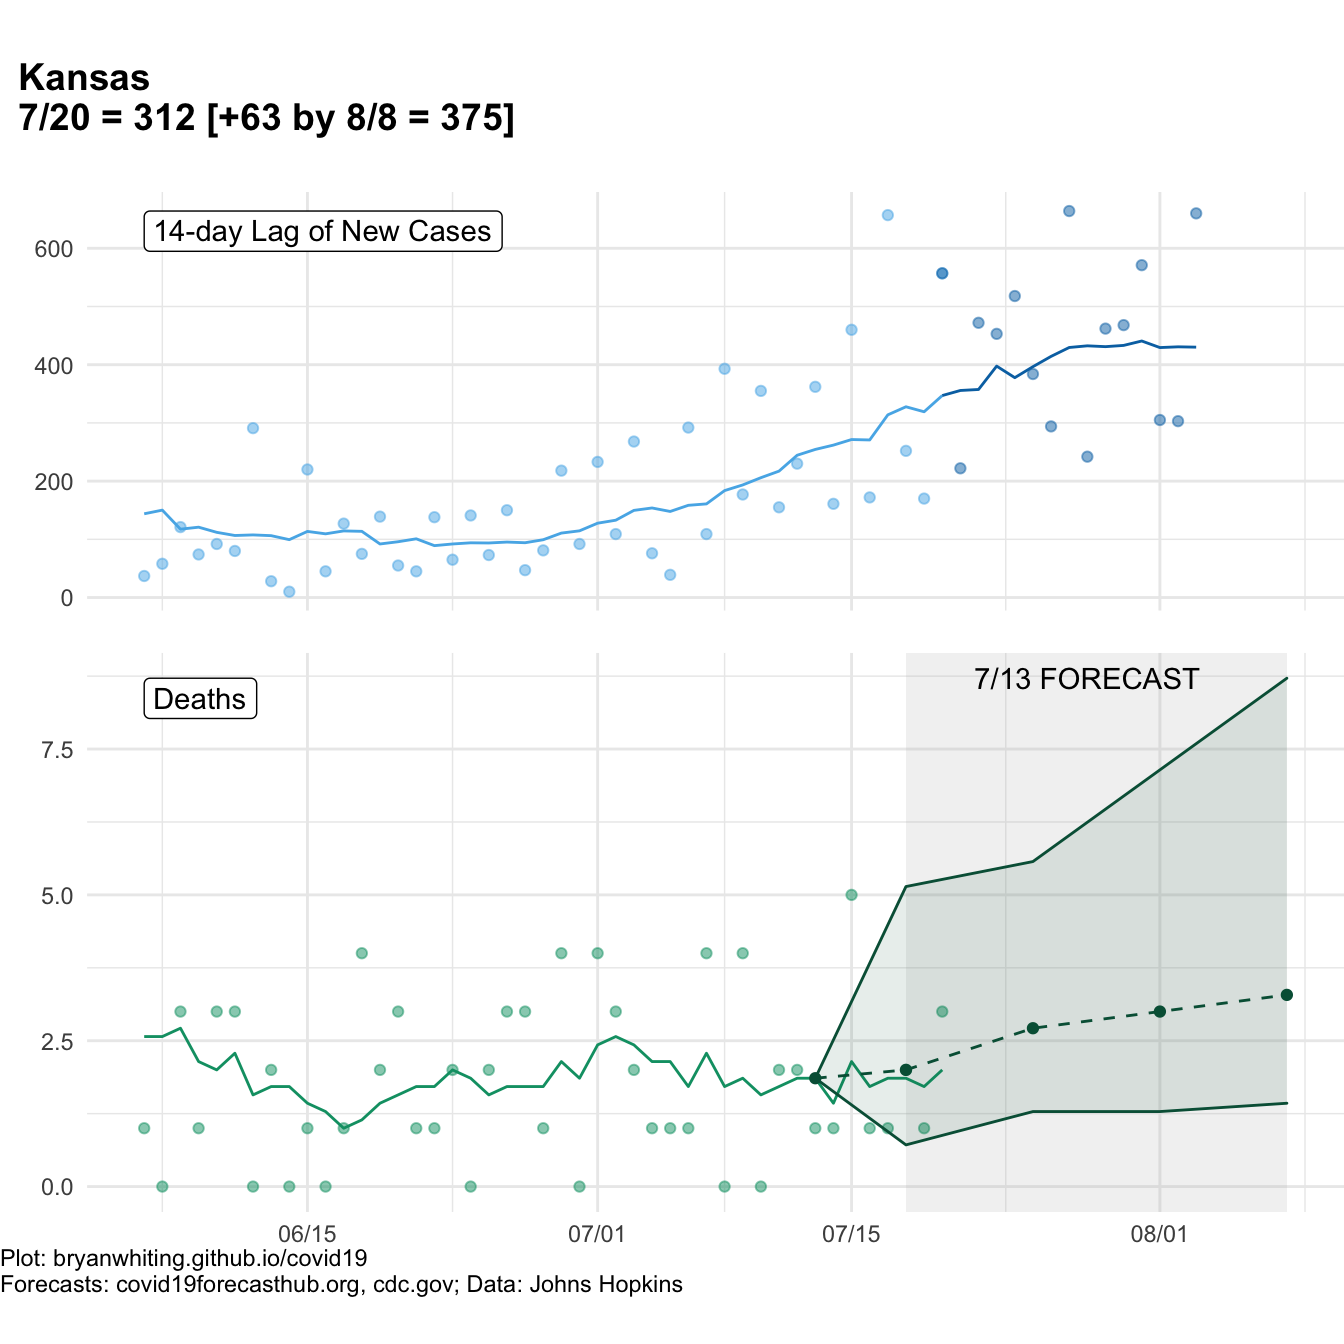 Kansas
7/20 = 312 [+63 by 8/8 = 375]
14-day Lag of New Cases
600
400
200
0
7/13 FORECAST
Deaths
7.5
5.0
2.5
0.0
06/15 07/01 07/15 08/01
Plot: bryanwhiting.github.io/covid19
Forecasts: covid19forecasthub.org, cdc.gov; Data: Johns Hopkins